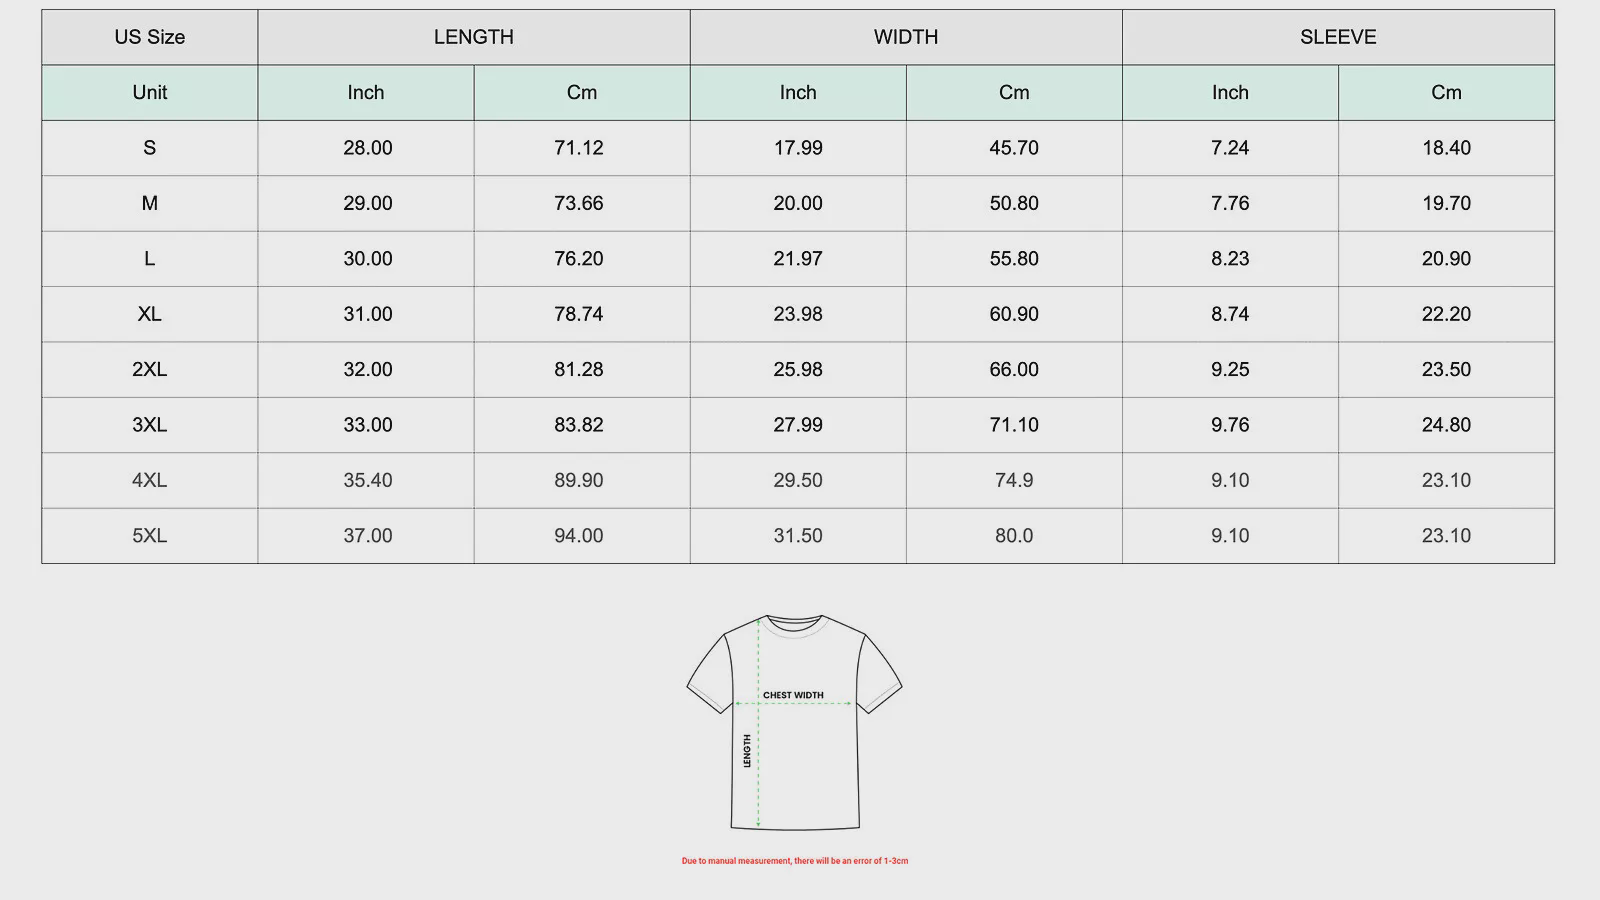 US Size LENGTH WIDTH SLEEVE
Unit Inch Cm Inch Cm Inch Cm
S 28.00 71.12 17.99 45.70 7.24 18.40
M 29.00 73.66 20.00 50.80 7.76 19.70
L 30.00 76.20 21.97 55.80 8.23 20.90
XL 31.00 78.74 23.98 60.90 8.74 22.20
2XL 32.00 81.28 25.98 66.00 9.25 23.50
3XL 33.00 83.82 27.99 71.10 9.76 24.80
4XL 35.40 89.90 29.50 74.9 9.10 23.10
5XL 37.00 94.00 31.50 80.0 9.10 23.10
CHEST WIDTH
LENGTH
Due to manual measurement, there will be an error of 1-3cm